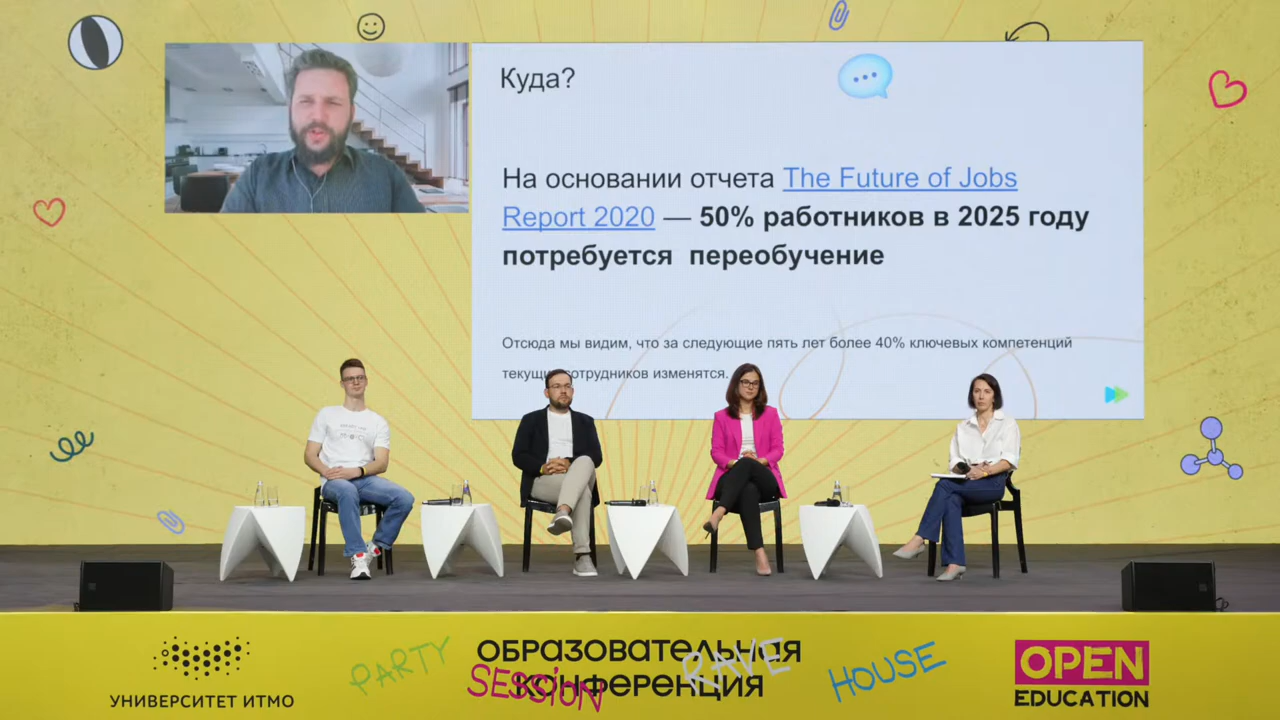 Куда?
На основании отчета The Future of Jobs
Report 2020 — 50% работников в 2025 году
потребуется переобучение
Отсюда мы видим, что за следующие пять лет более 40% ключевых компетенций
сотрудников изменятся.
УНИВЕРСИТЕТ ИТМО
PARTY
ОБРАЗОВАТЕЛЬНАЯ
КОНФЕРЕНЦИЯ
SESSION
RAVE
HOUSE
OPEN
EDUCATION